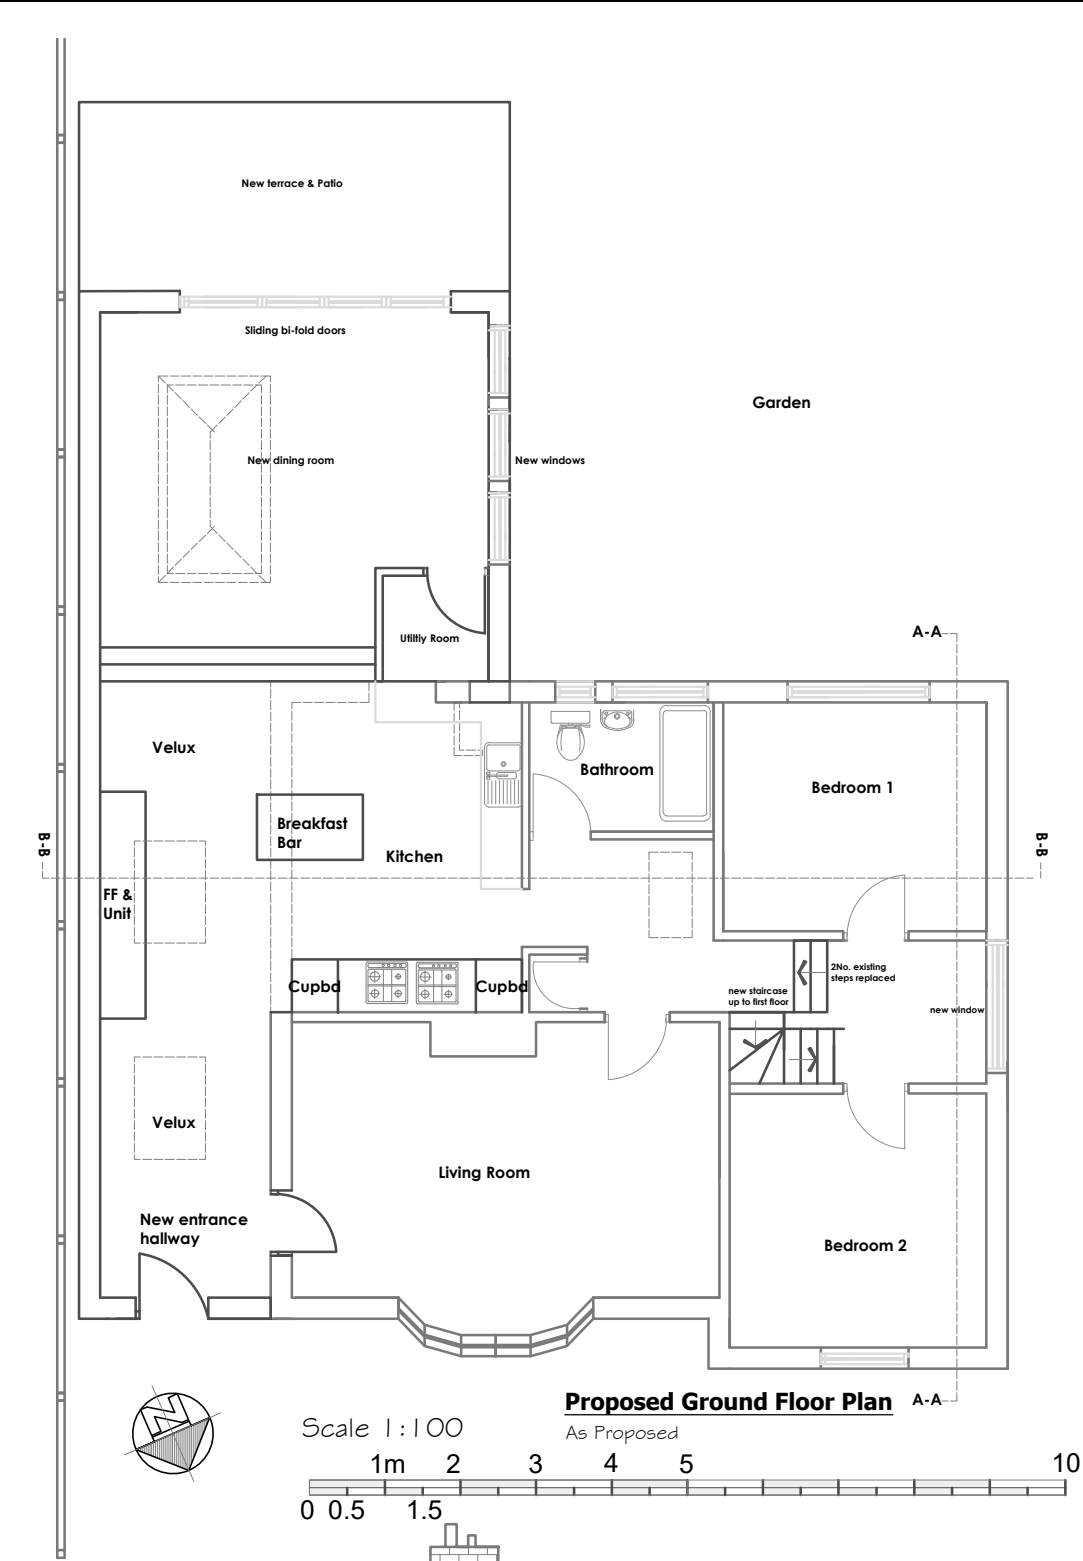 New terrace & Patio
Sliding bi-fold doors
Garden
New dining room
New windows
A-A
Utiltiy Room
Velux
Bathroom
Bedroom 1
Breakfast
Bar
Kitchen
B-B
B-B
FF &
Unit
2No. existing
steps replaced
Cupbd
Cupbd
new staircase
up to first floor
new window
Velux
Living Room
New entrance
hallway
Bedroom 2
N
Proposed Ground Floor Plan
A-A
Scale 1:100
As Proposed
1m 2 3 4 5 10
0 0.5 1.5